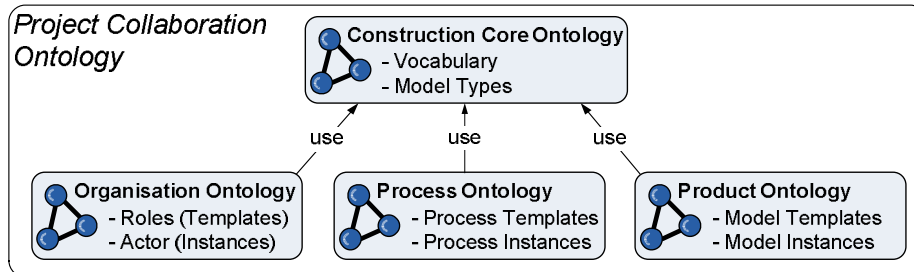 Project Collaboration
Ontology
Construction Core Ontology
- Vocabulary
- Model Types
use
use
use
Organisation Ontology
- Roles (Templates)
- Actor (Instances)
Process Ontology
- Process Templates
- Process Instances
Product Ontology
- Model Templates
- Model Instances